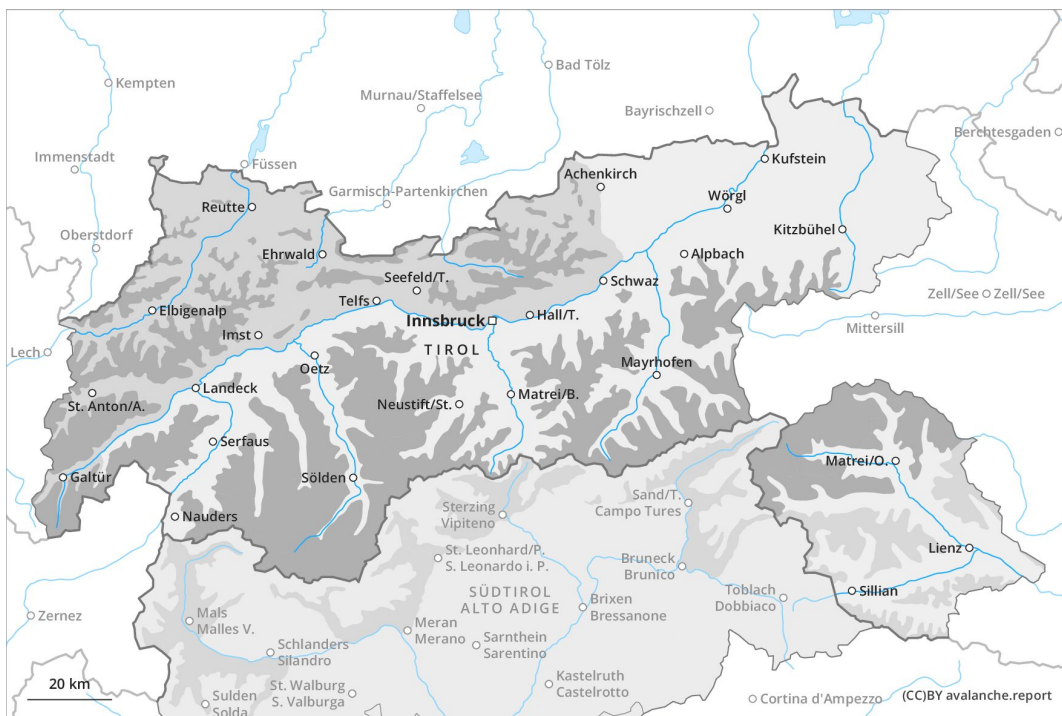 Bad Tölz
Kempten
Murnau/Staffelsee
Bayrischzell
Berchtesgaden
Immenstadt
Füssen
Kufstein
Achenkirch
Garmisch-Partenkirchen
Reutte
Wörgl
Oberstdorf
Kitzbühel
Ehrwald
Alpbach
Seefeld/T.
Schwaz
Zell/See
Zell/See
Telfs
Elbigenalp
Innsbruck
Hall/T.
Mittersill
Imst
TIROL
Lech
Oetz
Mayrhofen
Landeck
St. Anton/A.
Neustift/St.
Matrei/B.
Serfaus
Matrei/O.
Galtür
Sölden
Sand/T.
Campo Tures
Sterzing
Vipiteno
Nauders
Lienz
St. Leonhard/P.
S. Leonardo i. P.
Bruneck
Brunico
SÜDTIROL
ALTO ADIGE
Sillian
Toblach
Dobbiaco
Brixen
Bressanone
Zernez
Mals
Malles V.
Meran
Merano
Sarnthein
Sarentino
Schlanders
Silandro
Kastelruth
Castelrotto
20 km
St. Walburg
S. Valburga
Sulden
Solda
Cortina d'Ampezzo
(CC)BY avalanche.report